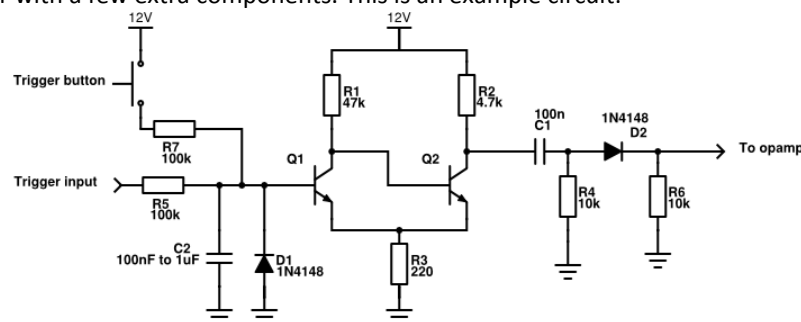 r with a few extra components. This is an example circuit.
12V
12V
Trigger button
R1
47k
R2
4.7k
100n
C1
1N4148
D2
R7
100k
Q1
Q2
To opamp
Trigger input
R5
100k
R4
10k
R6
10k
C2
100nF to 1uF
D1
1N4148
R3
220